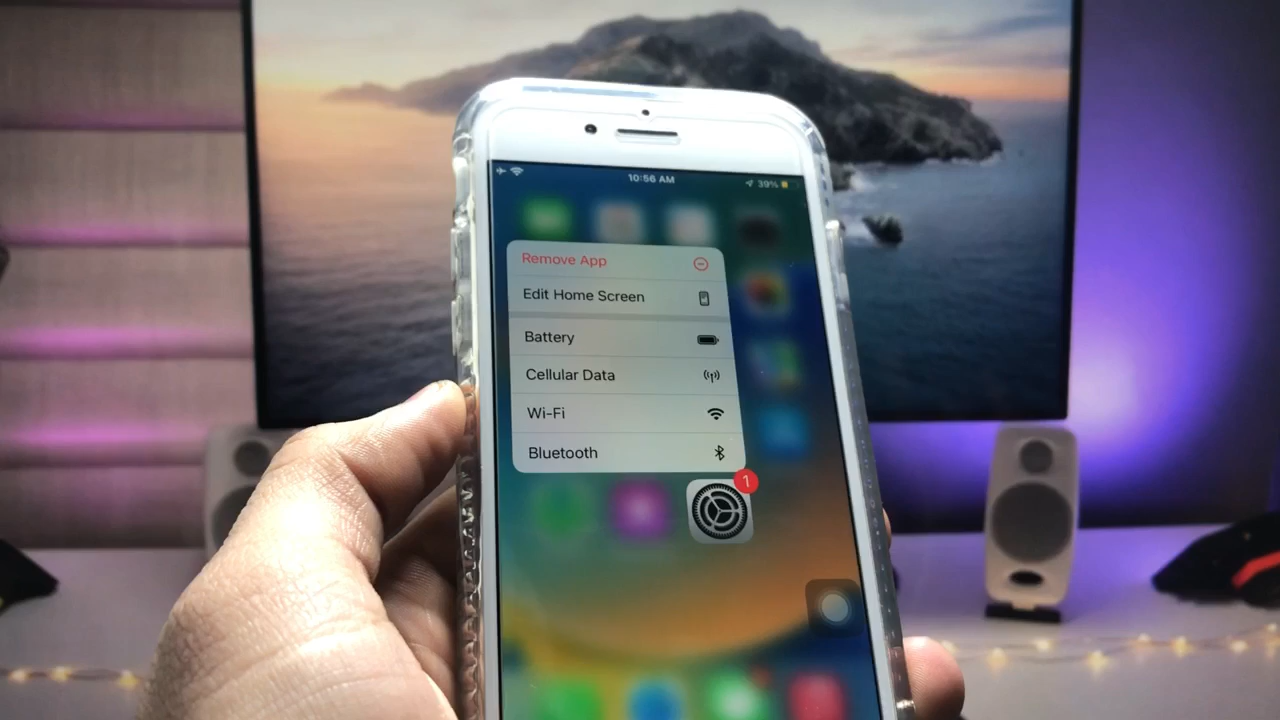 10:56 AM
39%
Remove App
Edit Home Screen
Battery
Cellular Data
Wi-Fi
Bluetooth
1